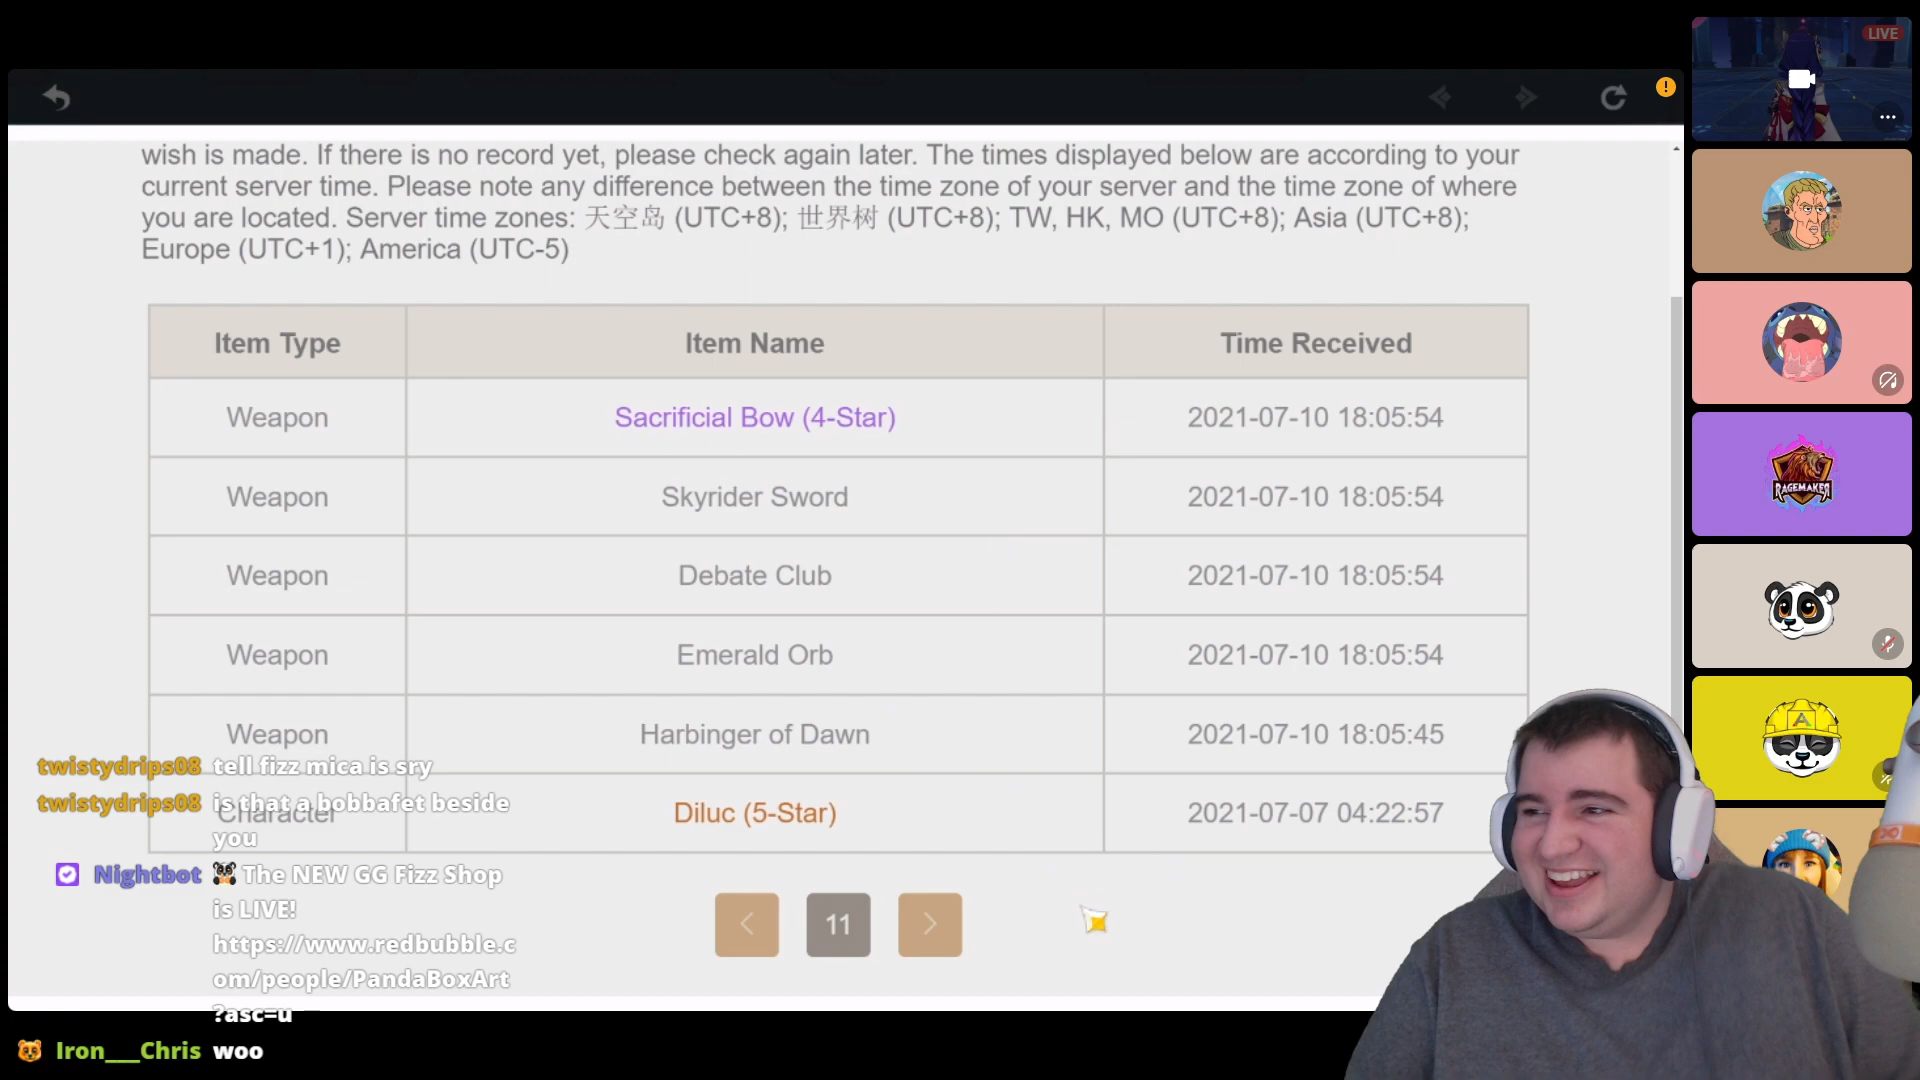 LIVE
wish is made. If there is no record yet, please check again later. The times displayed below are according to your
current server time. Please note any difference between the time zone of your server and the time zone of where
you are located. Server time zones: 天空岛 (UTC+8); 世界树 (UTC+8); TW, HK, MO (UTC+8); Asia (UTC+8);
Europe (UTC+1); America (UTC-5)
Item Type Item Name Time Received
Weapon Sacrificial Bow (4-Star) 2021-07-10 18:05:54
Weapon Skyrider Sword 2021-07-10 18:05:54
RAGEMAKER
Weapon Debate Club 2021-07-10 18:05:54
Weapon Emerald Orb 2021-07-10 18:05:54
Weapon Harbinger of Dawn 2021-07-10 18:05:45
Character Diluc (5-Star) 2021-07-07 04:22:57
11
twistydrips08 tell fizz mica is sry
twistydrips08 is that a bobbafet beside
you
Nightbot The NEW GG Fizz Shop
is LIVE!
https://www.redbubble.c
om/people/PandaBoxArt
?asc=u
Iron___Chris woo